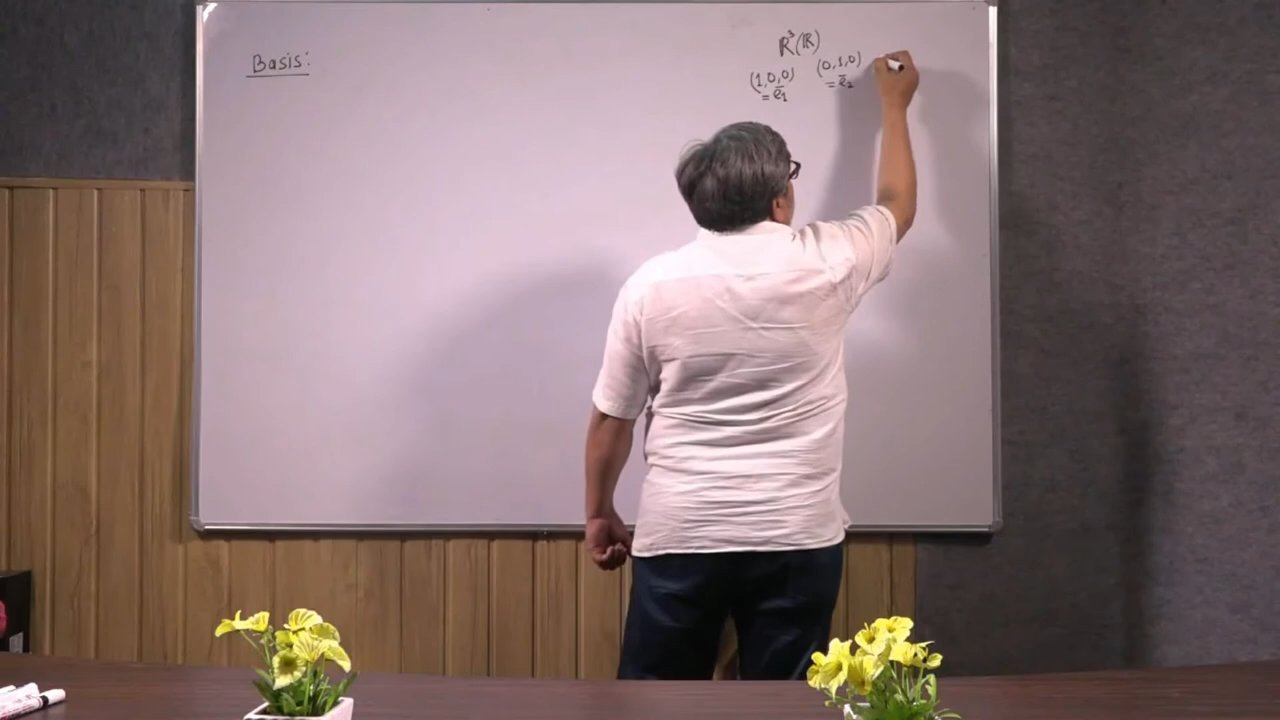 Basis:
ℝ³(ℝ)
(1,0,0) (0,1,0)
= e̅₁ = e̅₂